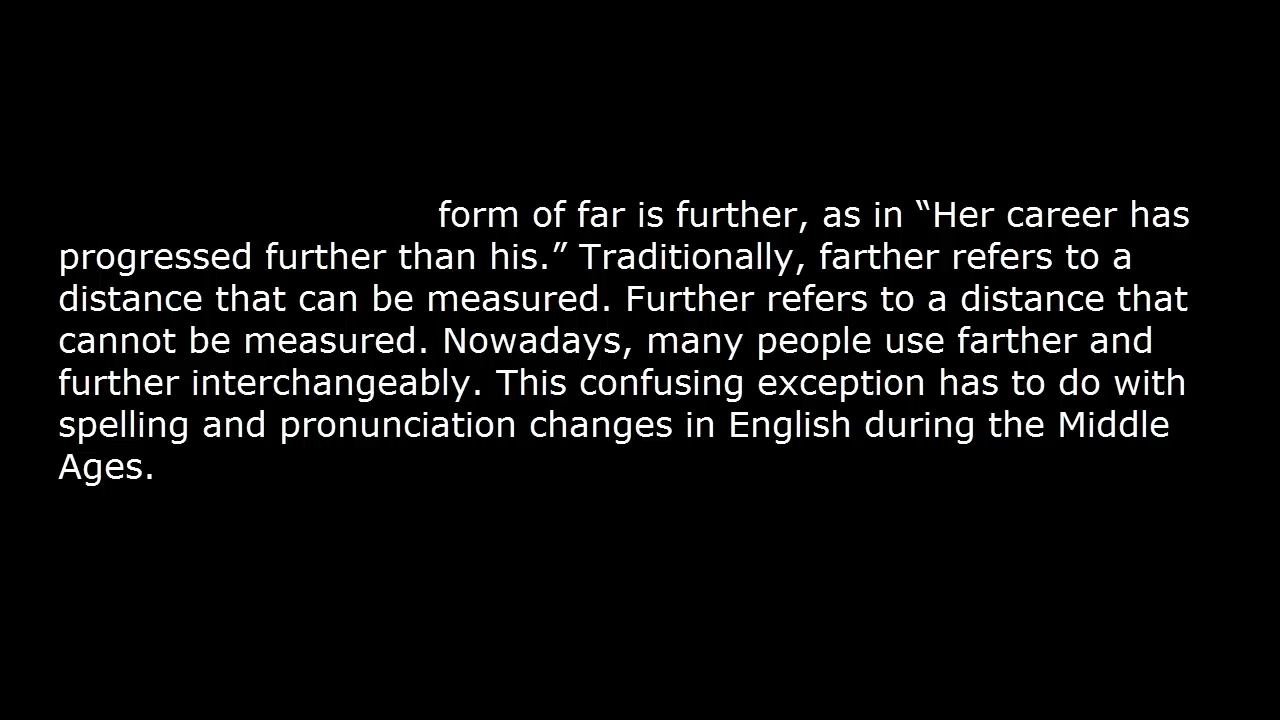 form of far is further, as in “Her career has
progressed further than his.” Traditionally, farther refers to a
distance that can be measured. Further refers to a distance that
cannot be measured. Nowadays, many people use farther and
further interchangeably. This confusing exception has to do with
spelling and pronunciation changes in English during the Middle
Ages.